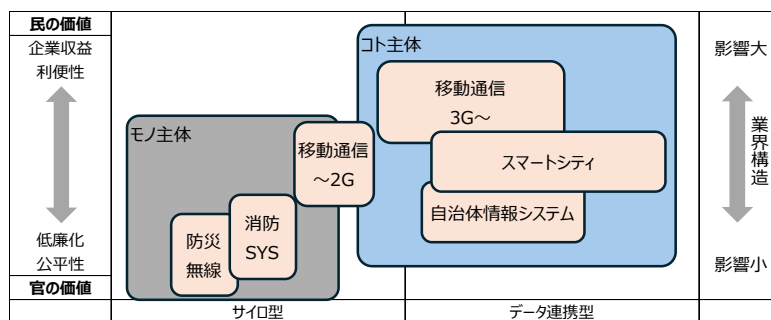 民の価値
企業収益
利便性
低廉化
公平性
官の価値
モノ主体
コト主体
移動通信
～2G
移動通信
3G～
スマートシティ
自治体情報システム
消防
SYS
防災
無線
サイロ型
データ連携型
影響大
業界構造
影響小